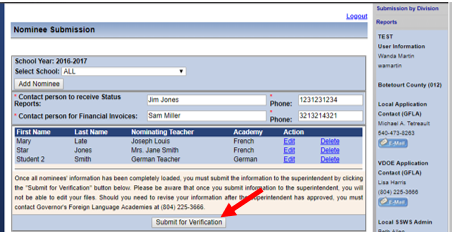 Logout
Nominee Submission
School Year: 2016-2017
Select School: ALL
Add Nominee
* Contact person to receive Status Reports: Jim Jones * Phone: 1231231234
* Contact person for Financial Invoices: Sam Miller * Phone: 3213214321
First Name Last Name Nominating Teacher Academy Action
Mary Late Joseph Louis French Edit Delete
Star Jones Mrs. Jane Smith French Edit Delete
Student 2 Smith German Teacher German Edit Delete
Once all nominees' information has been completely loaded, you must submit the information to the superintendent by clicking
the "Submit for Verification" button below. Please be aware that once you submit information to the superintendent, you will
not be able to edit your files. Should you need to revise your information after the superintendent has approved, you must
contact Governor's Foreign Language Academies at (804) 225-3666.
Submit for Verification
Submission by Division
Reports
TEST
User Information
Wanda Martin
wamartin
Botetourt County (012)
Local Application
Contact (GFLA)
Michael A. Tetreault
540-473-8263
E-Mail
VDOE Application
Contact (GFLA)
Lisa Harris
(804) 225-3666
E-Mail
Local SSWS Admin